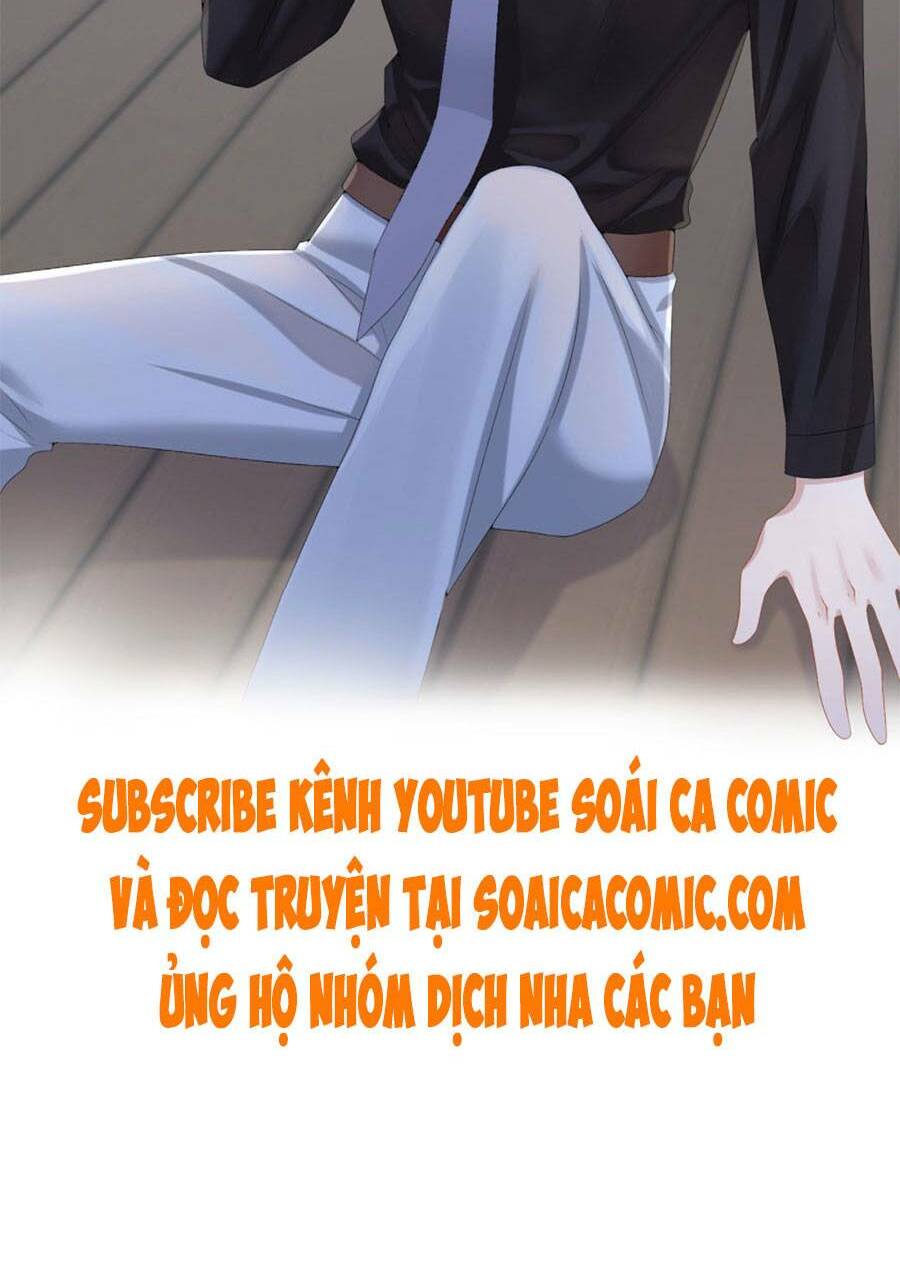 SUBSCRIBE KÊNH YOUTUBE SOÁI CA COMIC
VÀ ĐỌC TRUYỆN TẠI SOAICACOMIC.COM
ỦNG HỘ NHÓM DỊCH NHA CÁC BẠN